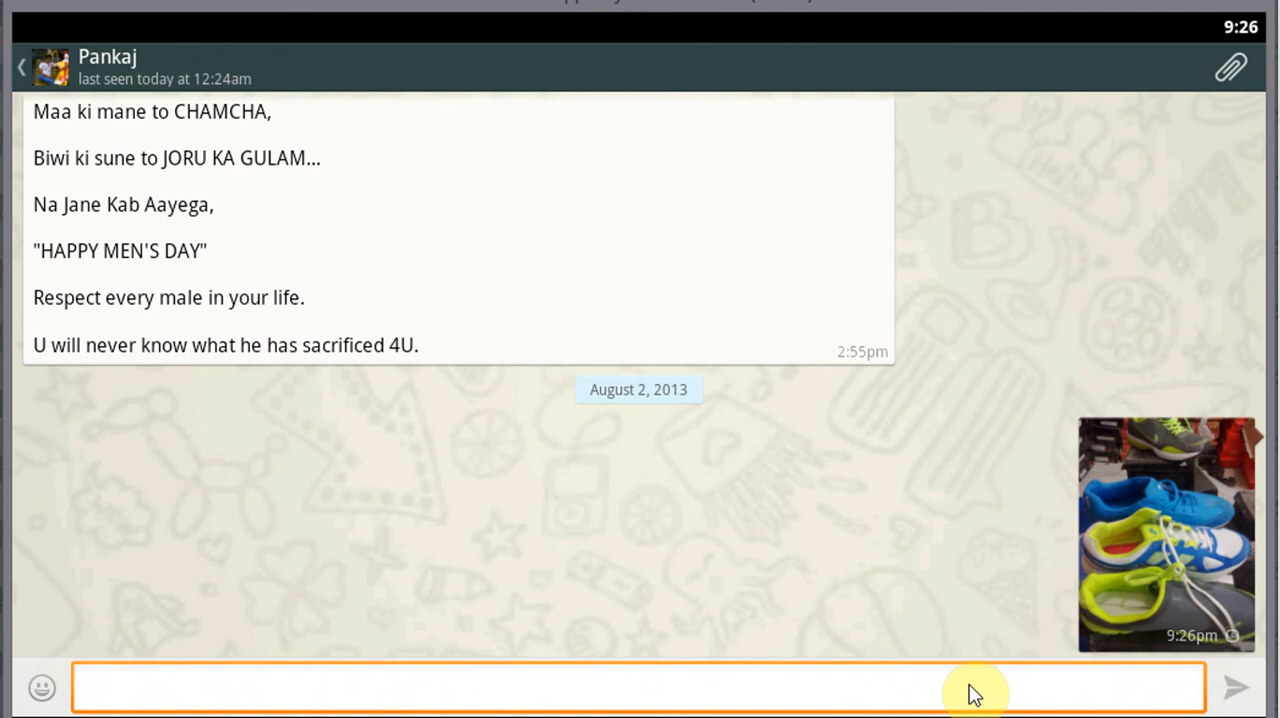 9:26
Pankaj
last seen today at 12:24am
Maa ki mane to CHAMCHA,
Biwi ki sune to JORU KA GULAM...
Na Jane Kab Aayega,
"HAPPY MEN'S DAY"
Respect every male in your life.
U will never know what he has sacrificed 4U.
2:55pm
August 2, 2013
9:26pm